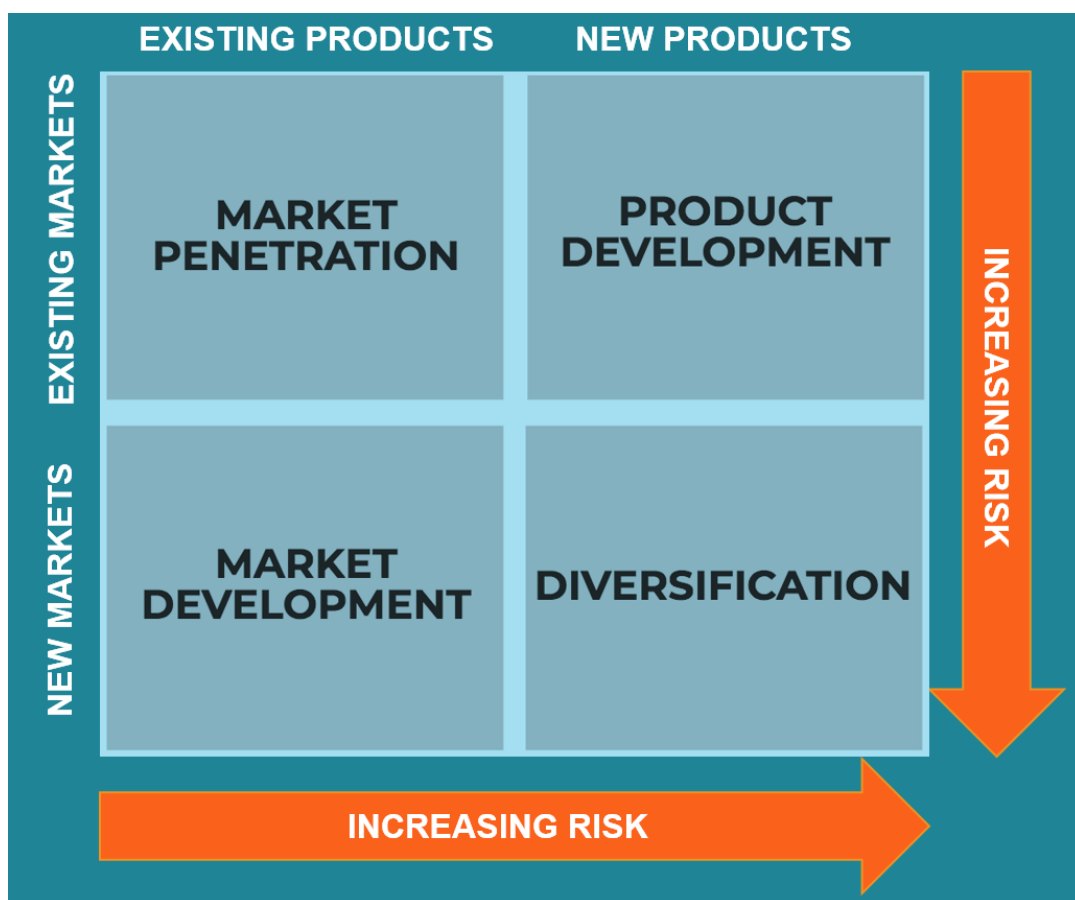 EXISTING PRODUCTS
NEW PRODUCTS
EXISTING MARKETS
MARKET
PENETRATION
PRODUCT
DEVELOPMENT
INCREASING RISK
NEW MARKETS
MARKET
DEVELOPMENT
DIVERSIFICATION
INCREASING RISK